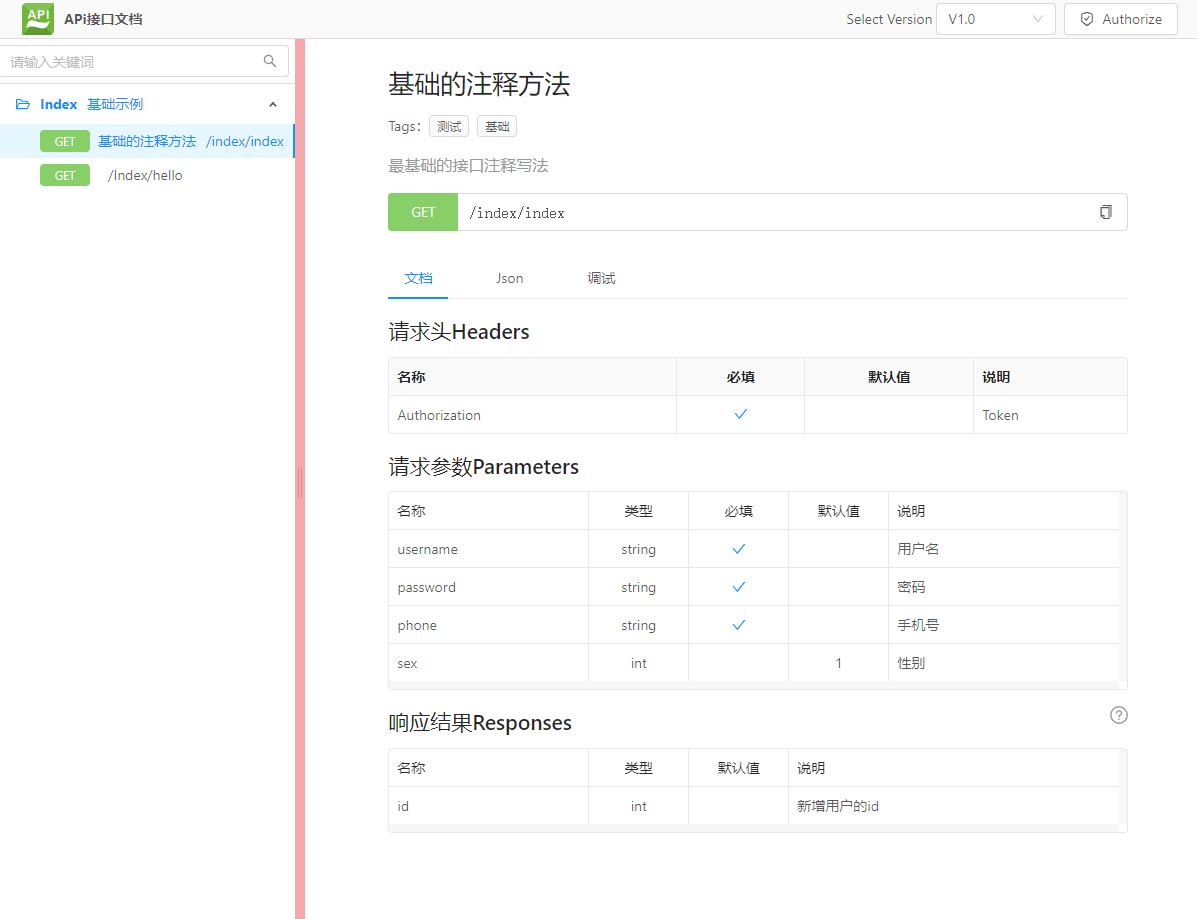 API APi接口文档 Select Version V1.0 Authorize
请输入关键词
Index 基础示例
GET 基础的注释方法 /index/index
GET /Index/hello
基础的注释方法
Tags: 测试 基础
最基础的接口注释写法
GET /index/index
文档 Json 调试
请求头Headers
名称 必填 默认值 说明
Authorization Token
请求参数Parameters
名称 类型 必填 默认值 说明
username string 用户名
password string 密码
phone string 手机号
sex int 1 性别
响应结果Responses
名称 类型 默认值 说明
id int 新增用户的id